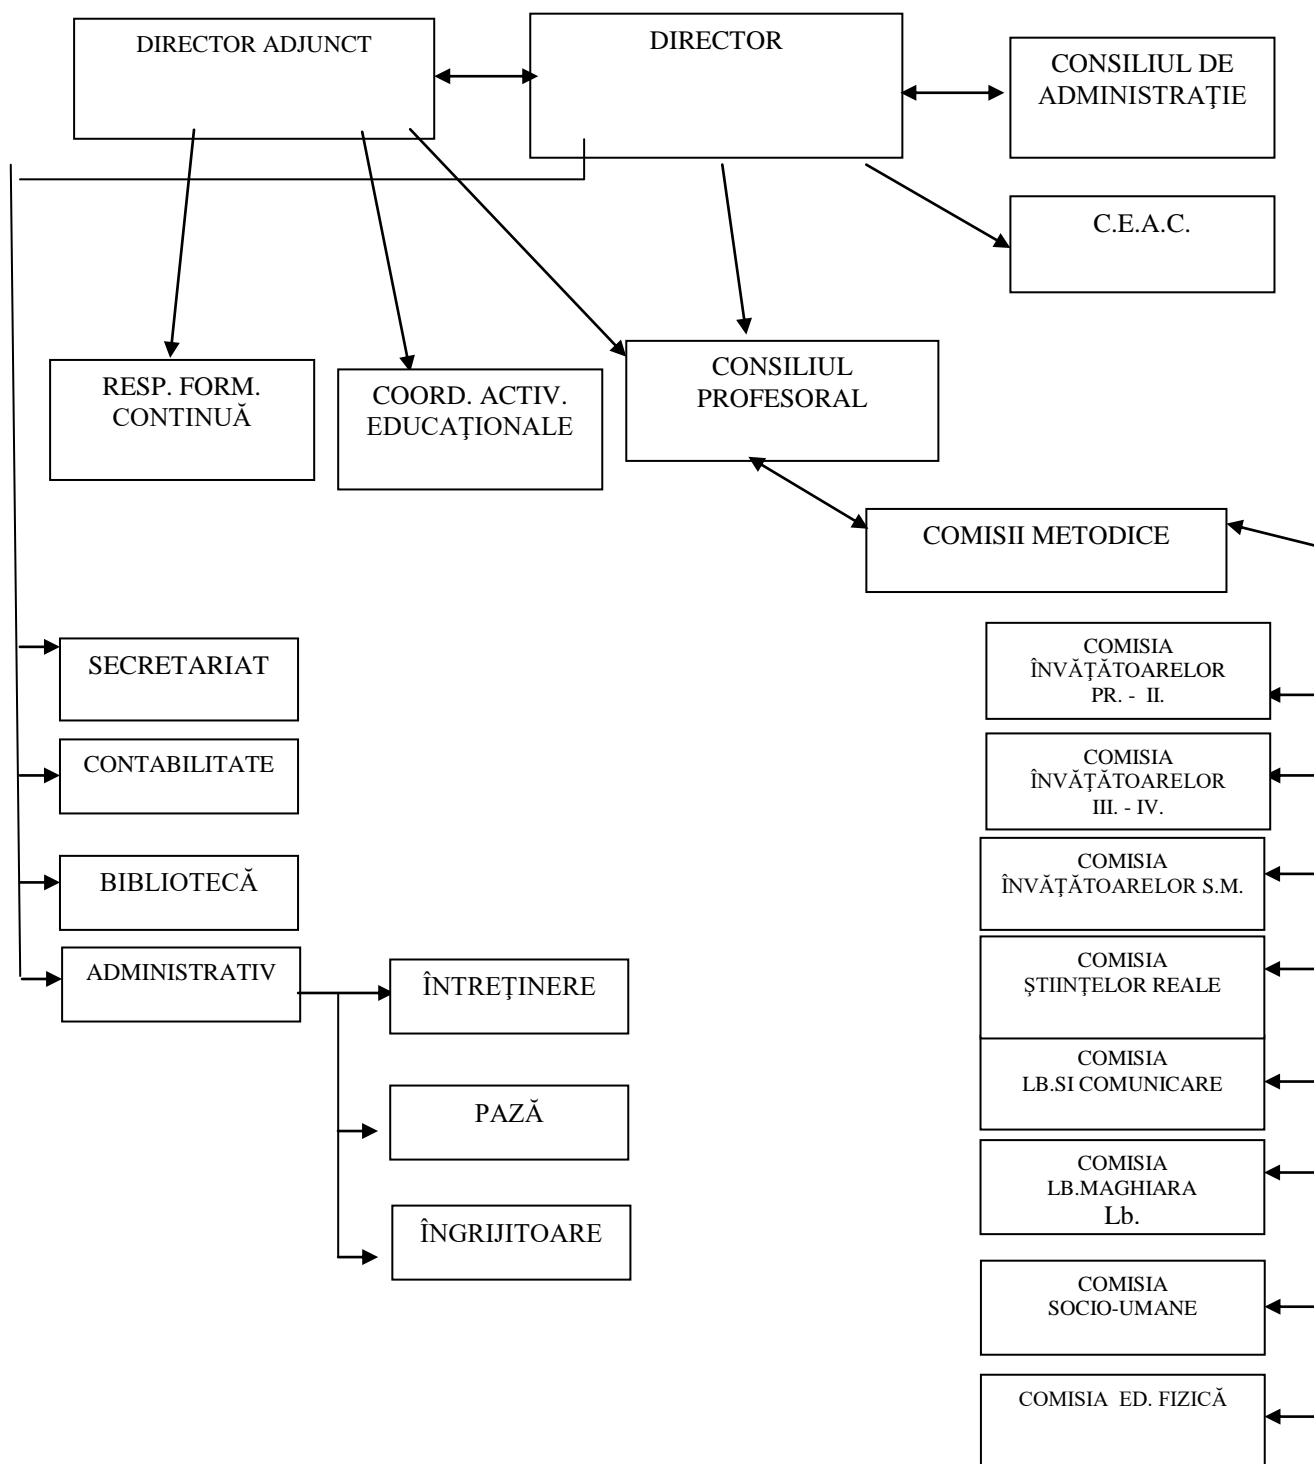 DIRECTOR ADJUNCT
DIRECTOR
CONSILIUL DE
ADMINISTRAŢIE
C.E.A.C.
RESP. FORM.
CONTINUĂ
COORD. ACTIV.
EDUCAŢIONALE
CONSILIUL
PROFESORAL
COMISII METODICE
SECRETARIAT
CONTABILITATE
BIBLIOTECĂ
ADMINISTRATIV
ÎNTREŢINERE
PAZĂ
ÎNGRIJITOARE
COMISIA
ÎNVĂŢĂTOARELOR
PR. - II.
COMISIA
ÎNVĂŢĂTOARELOR
III. - IV.
COMISIA
ÎNVĂŢĂTOARELOR S.M.
COMISIA
ŞTIINŢELOR REALE
COMISIA
LB.SI COMUNICARE
COMISIA
LB.MAGHIARA
Lb.
COMISIA
SOCIO-UMANE
COMISIA ED. FIZICĂ